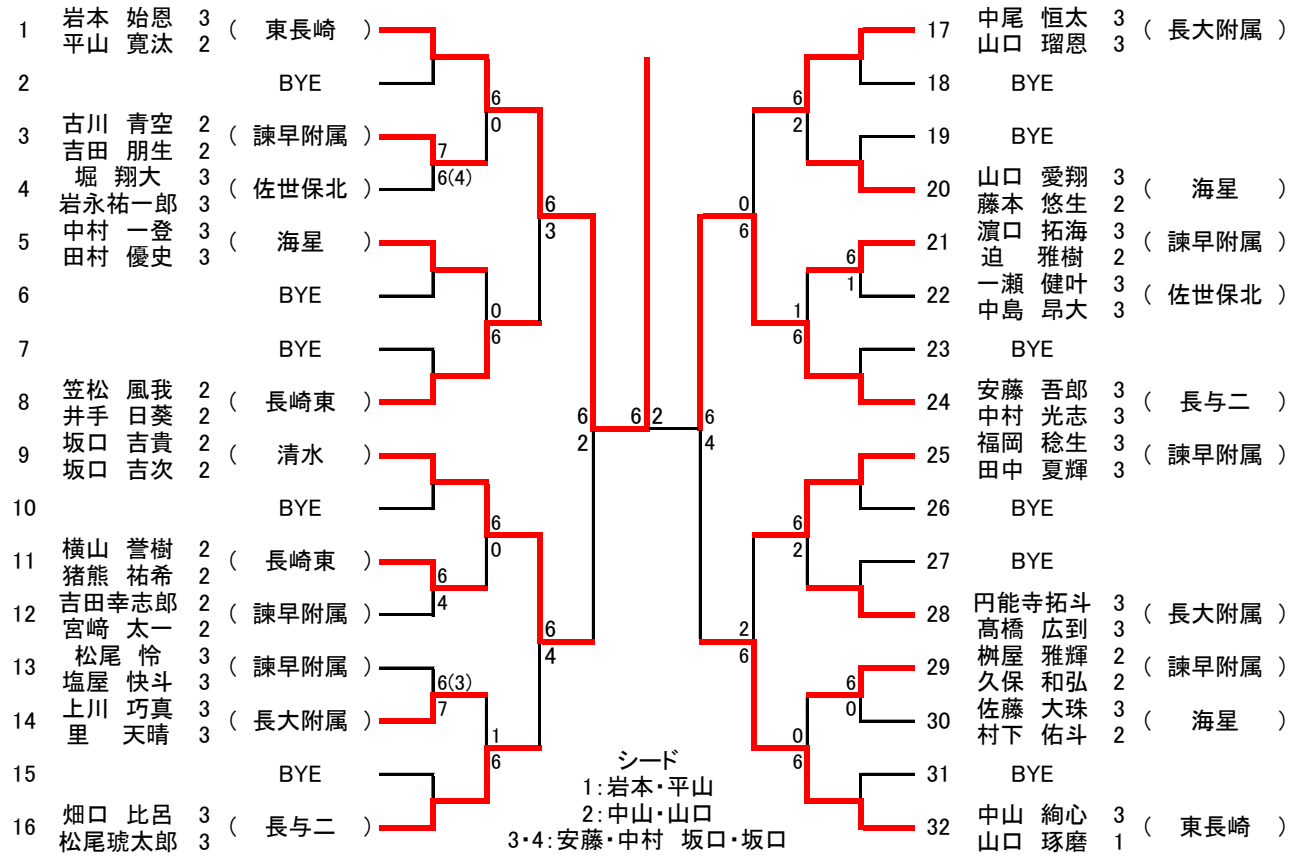 1 岩本 始恩 3 ( 東長崎 )
平山 寛汰 2
2 BYE
6
0
3 古川 青空 2 ( 諫早附属 )
吉田 朋生 2
7
6(4)
4 堀 翔大 3 ( 佐世保北 )
岩永祐一郎 3
6
3
5 中村 一登 3 ( 海星 )
田村 優史 3
6 BYE
0
6
7 BYE
8 笠松 風我 2 ( 長崎東 )
井手 日葵 2
6
2
9 坂口 吉貴 2 ( 清水 )
坂口 吉次 2
10 BYE
6
0
11 横山 誉樹 2 ( 長崎東 )
猪熊 祐希 2
6
4
12 吉田幸志郎 2 ( 諫早附属 )
宮﨑 太一 2
6
4
13 松尾 怜 3 ( 諫早附属 )
塩屋 快斗 3
6(3)
7
14 上川 巧真 3 ( 長大附属 )
里 天晴 3
1
6
15 BYE
16 畑口 比呂 3 ( 長与二 )
松尾琥太郎 3
6 2
17 中尾 恒太 3 ( 長大附属 )
山口 瑠恩 3
18 BYE
6
2
19 BYE
20 山口 愛翔 3 ( 海星 )
藤本 悠生 2
0
6
21 濵口 拓海 3 ( 諫早附属 )
迫 雅樹 2
6
1
22 一瀬 健叶 3 ( 佐世保北 )
中島 昂大 3
1
6
23 BYE
24 安藤 吾郎 3 ( 長与二 )
中村 光志 3
6
4
25 福岡 稔生 3 ( 諫早附属 )
田中 夏輝 3
26 BYE
6
2
27 BYE
28 円能寺拓斗 3 ( 長大附属 )
髙橋 広到 3
2
6
29 桝屋 雅輝 2 ( 諫早附属 )
久保 和弘 2
6
0
30 佐藤 大珠 3 ( 海星 )
村下 佑斗 2
0
6
31 BYE
32 中山 絢心 3 ( 東長崎 )
山口 琢磨 1
シード
1:岩本・平山
2:中山・山口
3・4:安藤・中村 坂口・坂口